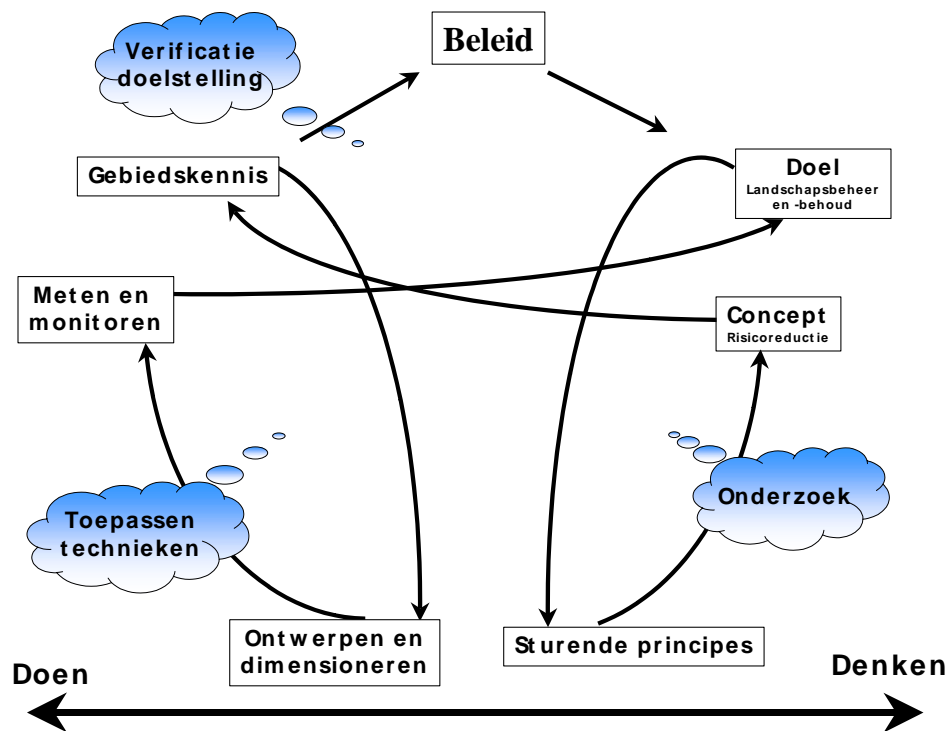 Beleid
Verificatie
doelstelling
Gebiedskennis
Doel
Landschapsbeheer
en -behoud
Meten en
monitoren
Concept
Risicoreductie
Toepassen
technieken
Onderzoek
Ontwerpen en
dimensioneren
Sturende principes
Doen
Denken